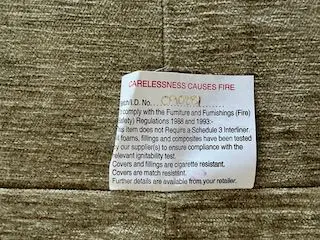 CARELESSNESS CAUSES FIRE
Batch/I.D. No.
To comply with the Furniture and Furnishings (Fire)
(Safety) Regulations 1988 and 1993:-
This item does not Require a Schedule 3 Interliner.
All foams, fillings and composites have been tested
by our supplier(s) to ensure compliance with the
relevant ignitability test.
Covers and fillings are cigarette resistant.
Covers are match resistant.
Further details are available from your retailer.